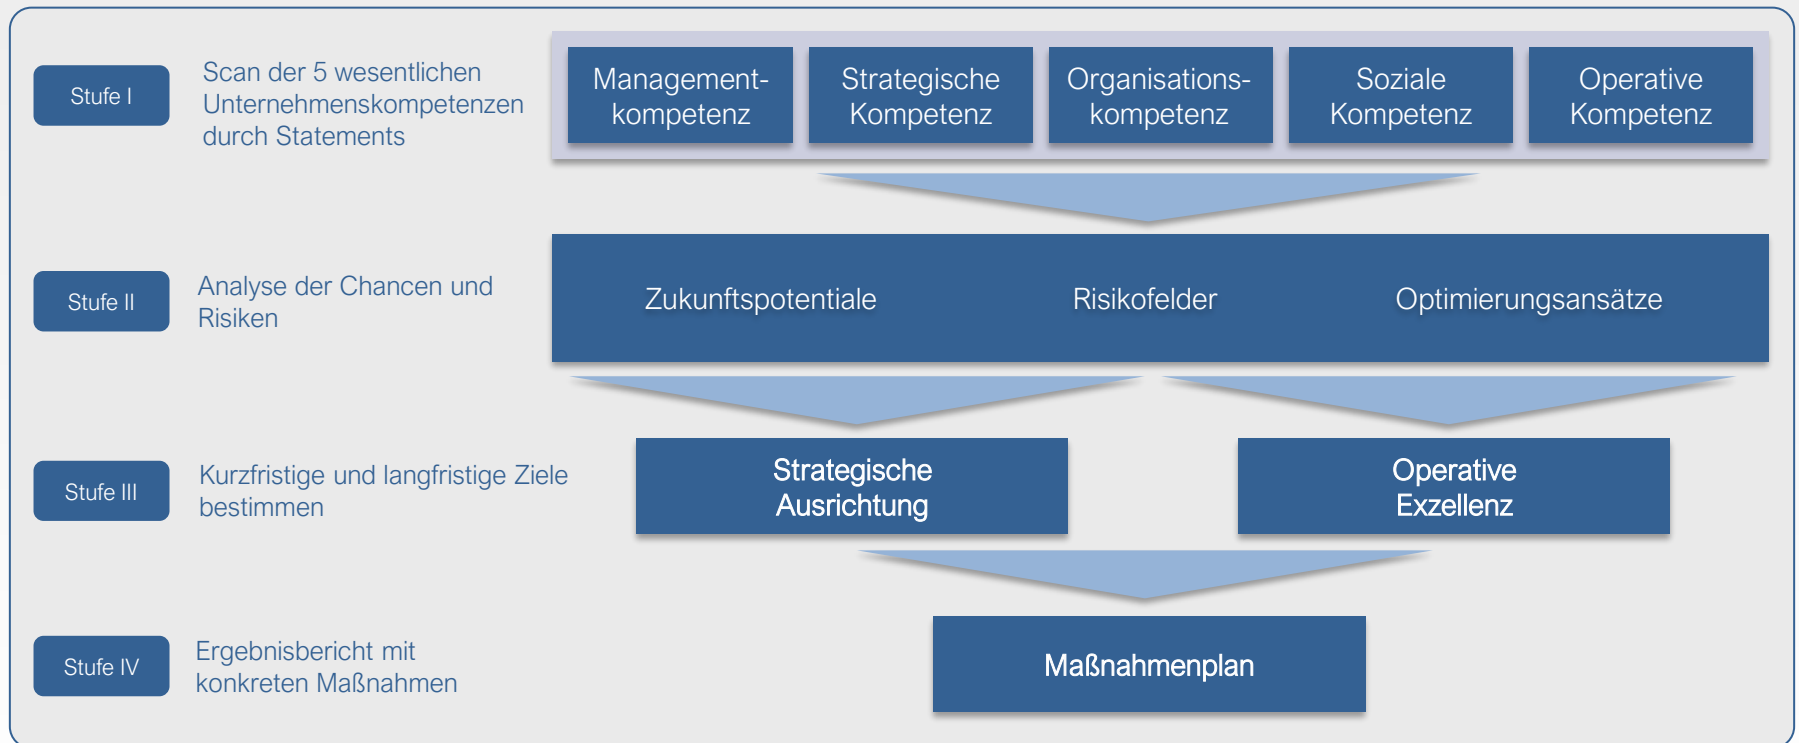 Stufe I
Scan der 5 wesentlichen
Unternehmenskompetenzen
durch Statements
Management-
kompetenz
Strategische
Kompetenz
Organisations-
kompetenz
Soziale
Kompetenz
Operative
Kompetenz
Stufe II
Analyse der Chancen und
Risiken
Zukunftspotentiale
Risikofelder
Optimierungsansätze
Stufe III
Kurzfristige und langfristige Ziele
bestimmen
Strategische
Ausrichtung
Operative
Exzellenz
Stufe IV
Ergebnisbericht mit
konkreten Maßnahmen
Maßnahmenplan